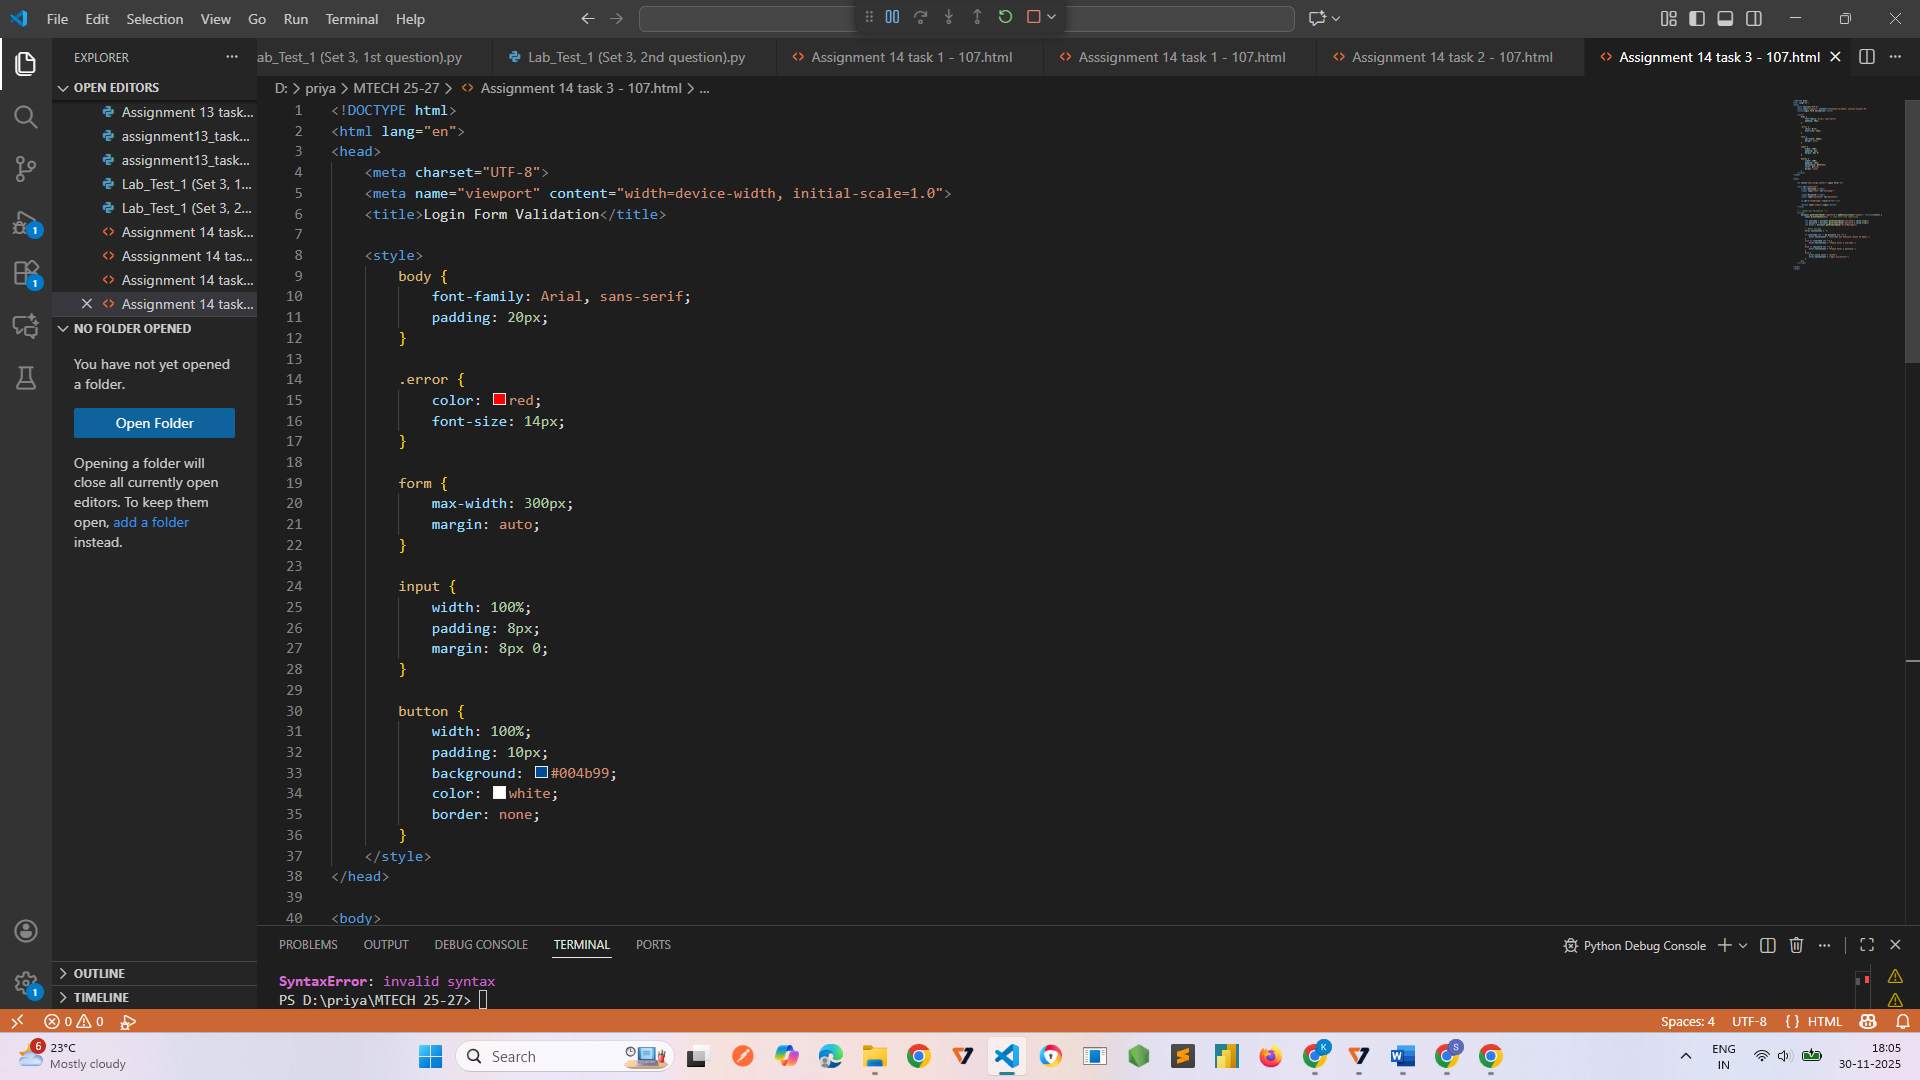 File Edit Selection View Go Run Terminal Help
EXPLORER
OPEN EDITORS
Assignment 13 task...
assignment13_task...
assignment13_task...
Lab_Test_1 (Set 3, 1...
Lab_Test_1 (Set 3, 2...
Assignment 14 task...
Asssignment 14 tas...
Assignment 14 task...
Assignment 14 task...
NO FOLDER OPENED
You have not yet opened
a folder.
Open Folder
Opening a folder will
close all currently open
editors. To keep them
open, add a folder
instead.
OUTLINE
TIMELINE
ab_Test_1 (Set 3, 1st question).py Lab_Test_1 (Set 3, 2nd question).py Assignment 14 task 1 - 107.html Asssignment 14 task 1 - 107.html Assignment 14 task 2 - 107.html Assignment 14 task 3 - 107.html
D: > priya > MTECH 25-27 > Assignment 14 task 3 - 107.html > ...
1 <!DOCTYPE html>
2 <html lang="en">
3 <head>
4 <meta charset="UTF-8">
5 <meta name="viewport" content="width=device-width, initial-scale=1.0">
6 <title>Login Form Validation</title>
7
8 <style>
9 body {
10 font-family: Arial, sans-serif;
11 padding: 20px;
12 }
13
14 .error {
15 color: red;
16 font-size: 14px;
17 }
18
19 form {
20 max-width: 300px;
21 margin: auto;
22 }
23
24 input {
25 width: 100%;
26 padding: 8px;
27 margin: 8px 0;
28 }
29
30 button {
31 width: 100%;
32 padding: 10px;
33 background: #004b99;
34 color: white;
35 border: none;
36 }
37 </style>
38 </head>
39
40 <body>
PROBLEMS OUTPUT DEBUG CONSOLE TERMINAL PORTS
Python Debug Console
SyntaxError: invalid syntax
PS D:\priya\MTECH 25-27>
1
1
1
0 0
Spaces: 4 UTF-8 { } HTML
6
23°C
Mostly cloudy
Search
K
S
ENG
IN
18:05
30-11-2025